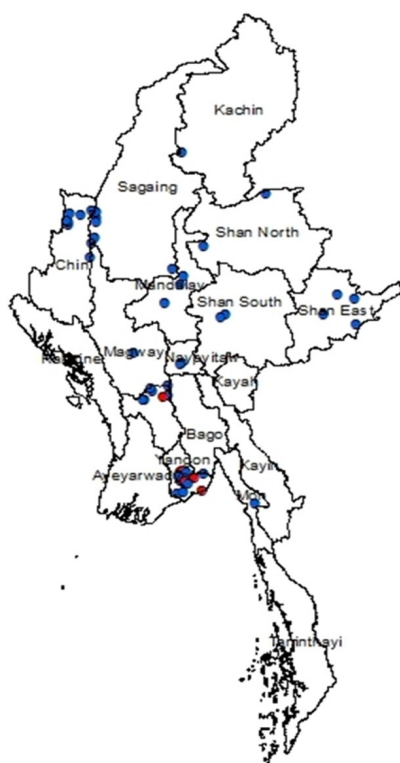 Kachin
Sagaing
Shan North
Chin
Mandalay
Shan South
Shan East
Magway
Rakhine
Naypyitaw
Kayah
Bago
Yangon
Ayeyarwady
Kayin
Mon
Tanintharyi